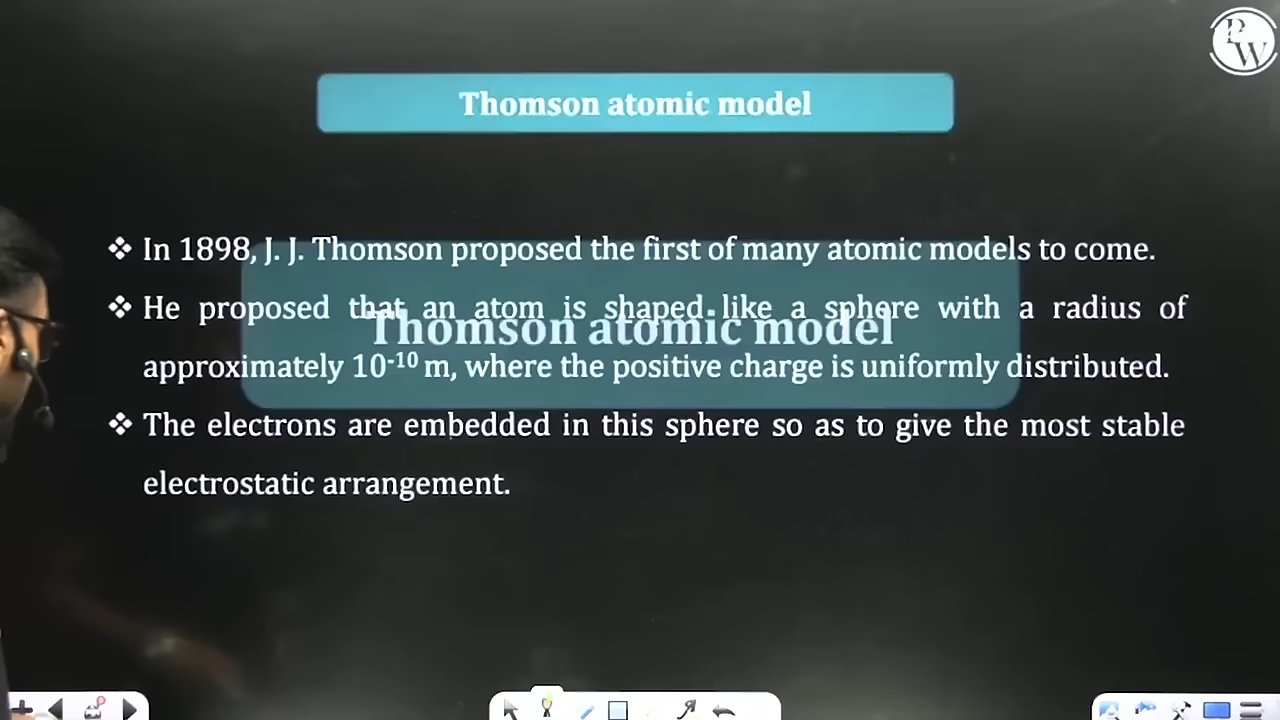 PW
Thomson atomic model
❖ In 1898, J. J. Thomson proposed the first of many atomic models to come.
❖ He proposed that an atom is shaped like a sphere with a radius of
Thomson atomic model
approximately 10⁻¹⁰ m, where the positive charge is uniformly distributed.
❖ The electrons are embedded in this sphere so as to give the most stable
electrostatic arrangement.